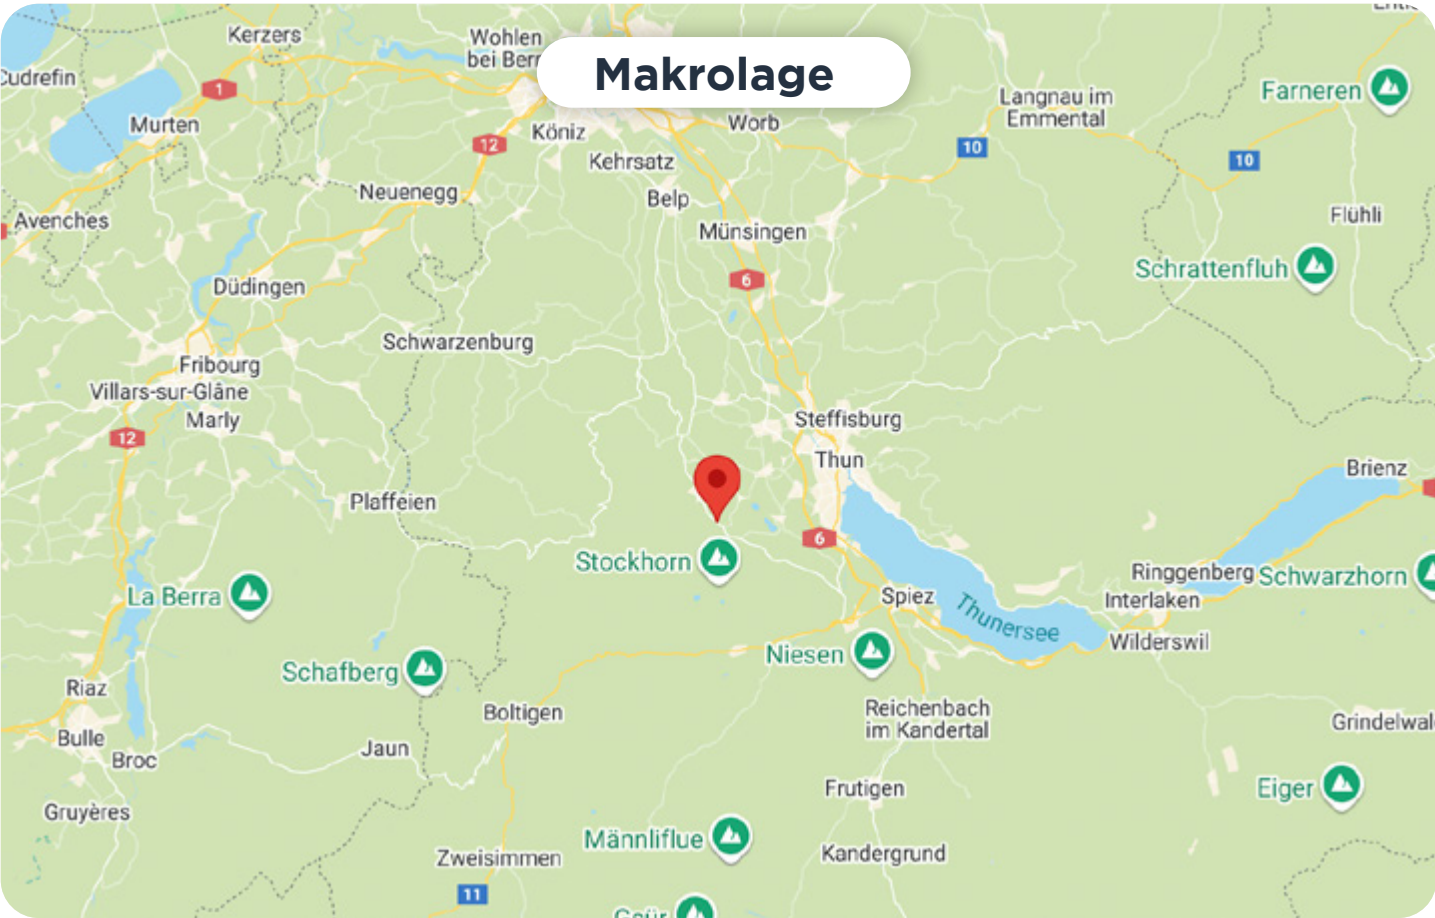 Makrolage
Kerzers
Wohlen
bei Bern
Cudrefin
1
Murten
12
Köniz
Worb
Kehrsatz
Langnau im
Emmental
Farneren
10
10
Neuenegg
Belp
Avenches
Münsingen
Flühli
6
Schrattenfluh
Düdingen
Schwarzenburg
Fribourg
Villars-sur-Glâne
Marly
12
Steffisburg
Thun
Brienz
Plaffeien
6
Stockhorn
La Berra
Spiez
Thunersee
Ringgenberg
Schwarzhorn
Interlaken
Wilderswil
Niesen
Schafberg
Riaz
Boltigen
Reichenbach
im Kandertal
Grindelwal
Bulle
Jaun
Broc
Frutigen
Eiger
Gruyères
Männliflue
Zweisimmen
Kandergrund
11